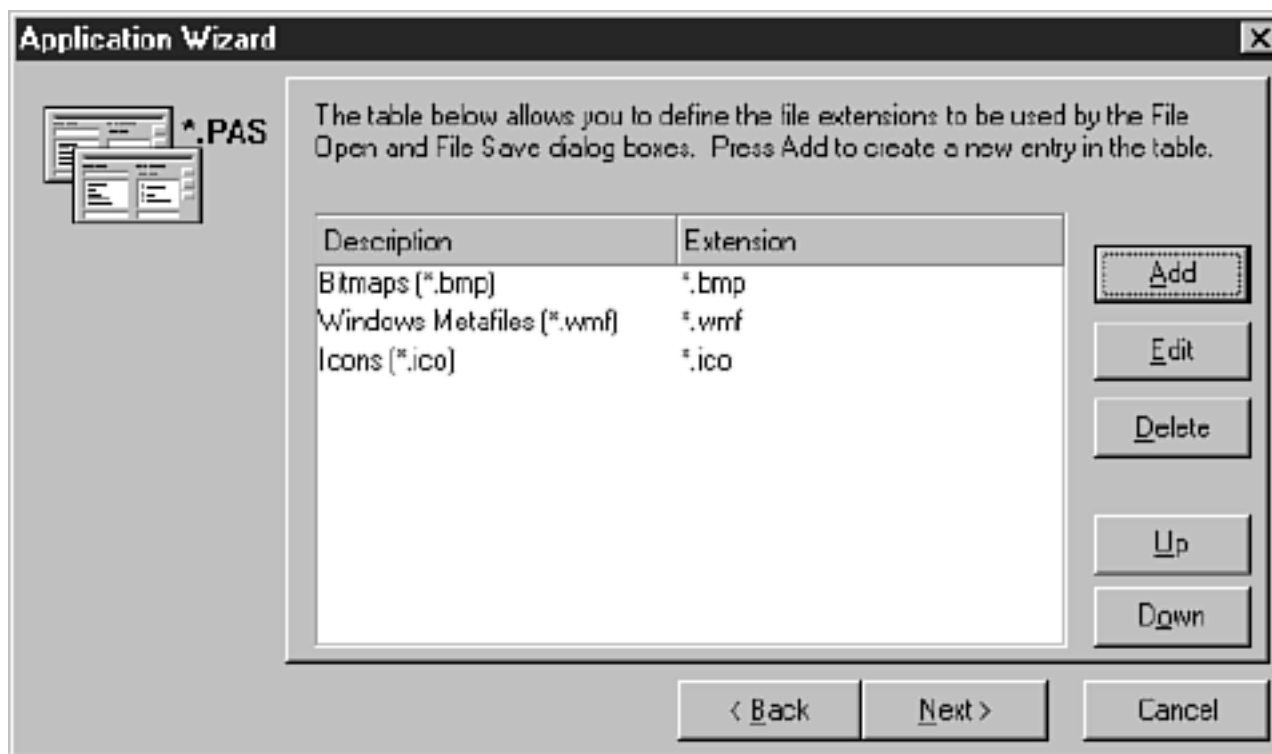 Application Wizard
*.PAS
The table below allows you to define the file extensions to be used by the File
Open and File Save dialog boxes. Press Add to create a new entry in the table.
Description Extension
Bitmaps (*.bmp) *.bmp
Windows Metafiles (*.wmf) *.wmf
Icons (*.ico) *.ico
Add
Edit
Delete
Up
Down
< Back Next > Cancel